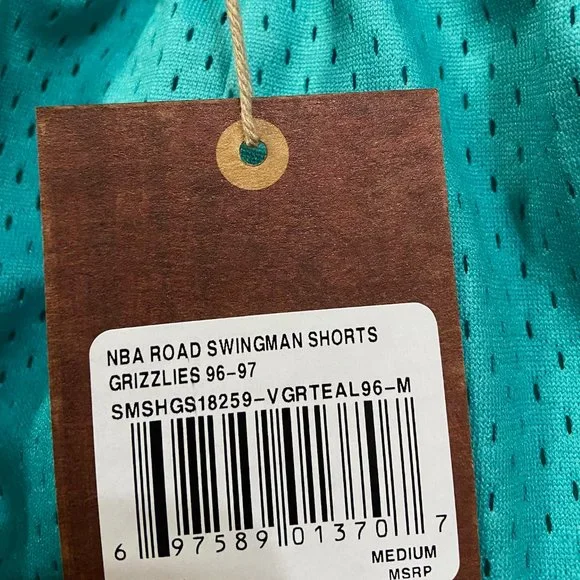 NBA ROAD SWINGMAN SHORTS
GRIZZLIES 96-97
SMSHGS18259-VGRTEAL96-M
6 97589 01370 7
MEDIUM
MSRP